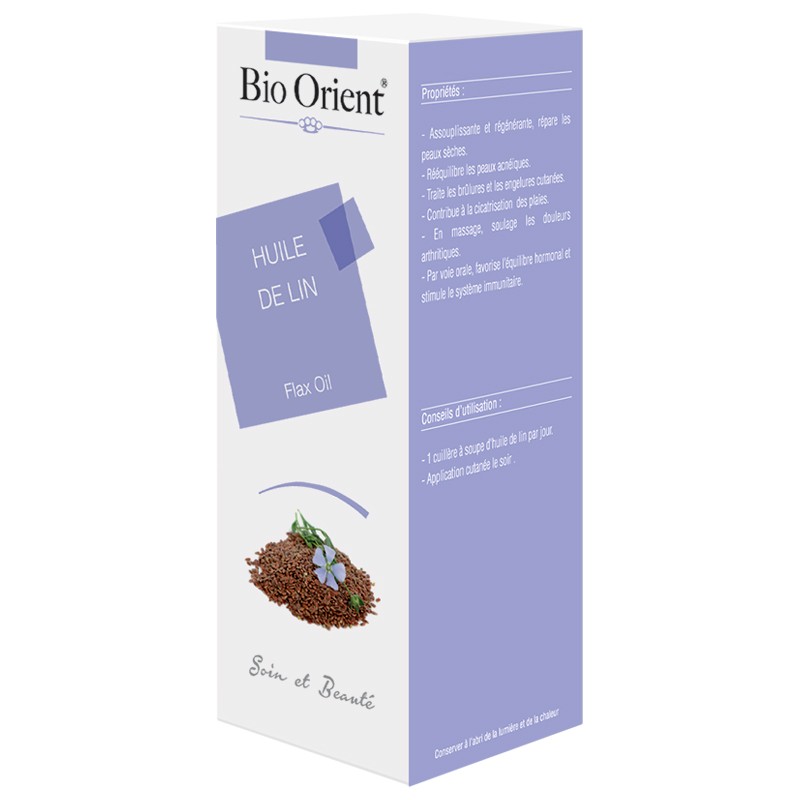 Bio Orient®
HUILE
DE LIN
Flax Oil
Soin et Beauté
Propriétés :
- Assouplissante et régénérante, répare les
peaux sèches.
- Rééquilibre les peaux acnéiques.
- Traite les brûlures et les engelures cutanées.
- Contribue à la cicatrisation des plaies.
- En massage, soulage les douleurs
arthritiques.
- Par voie orale, favorise l'équilibre hormonal et
stimule le système immunitaire.
Conseils d'utilisation :
- 1 cuillère à soupe d'huile de lin par jour.
- Application cutanée le soir .
Conserver à l'abri de la lumière et de la chaleur